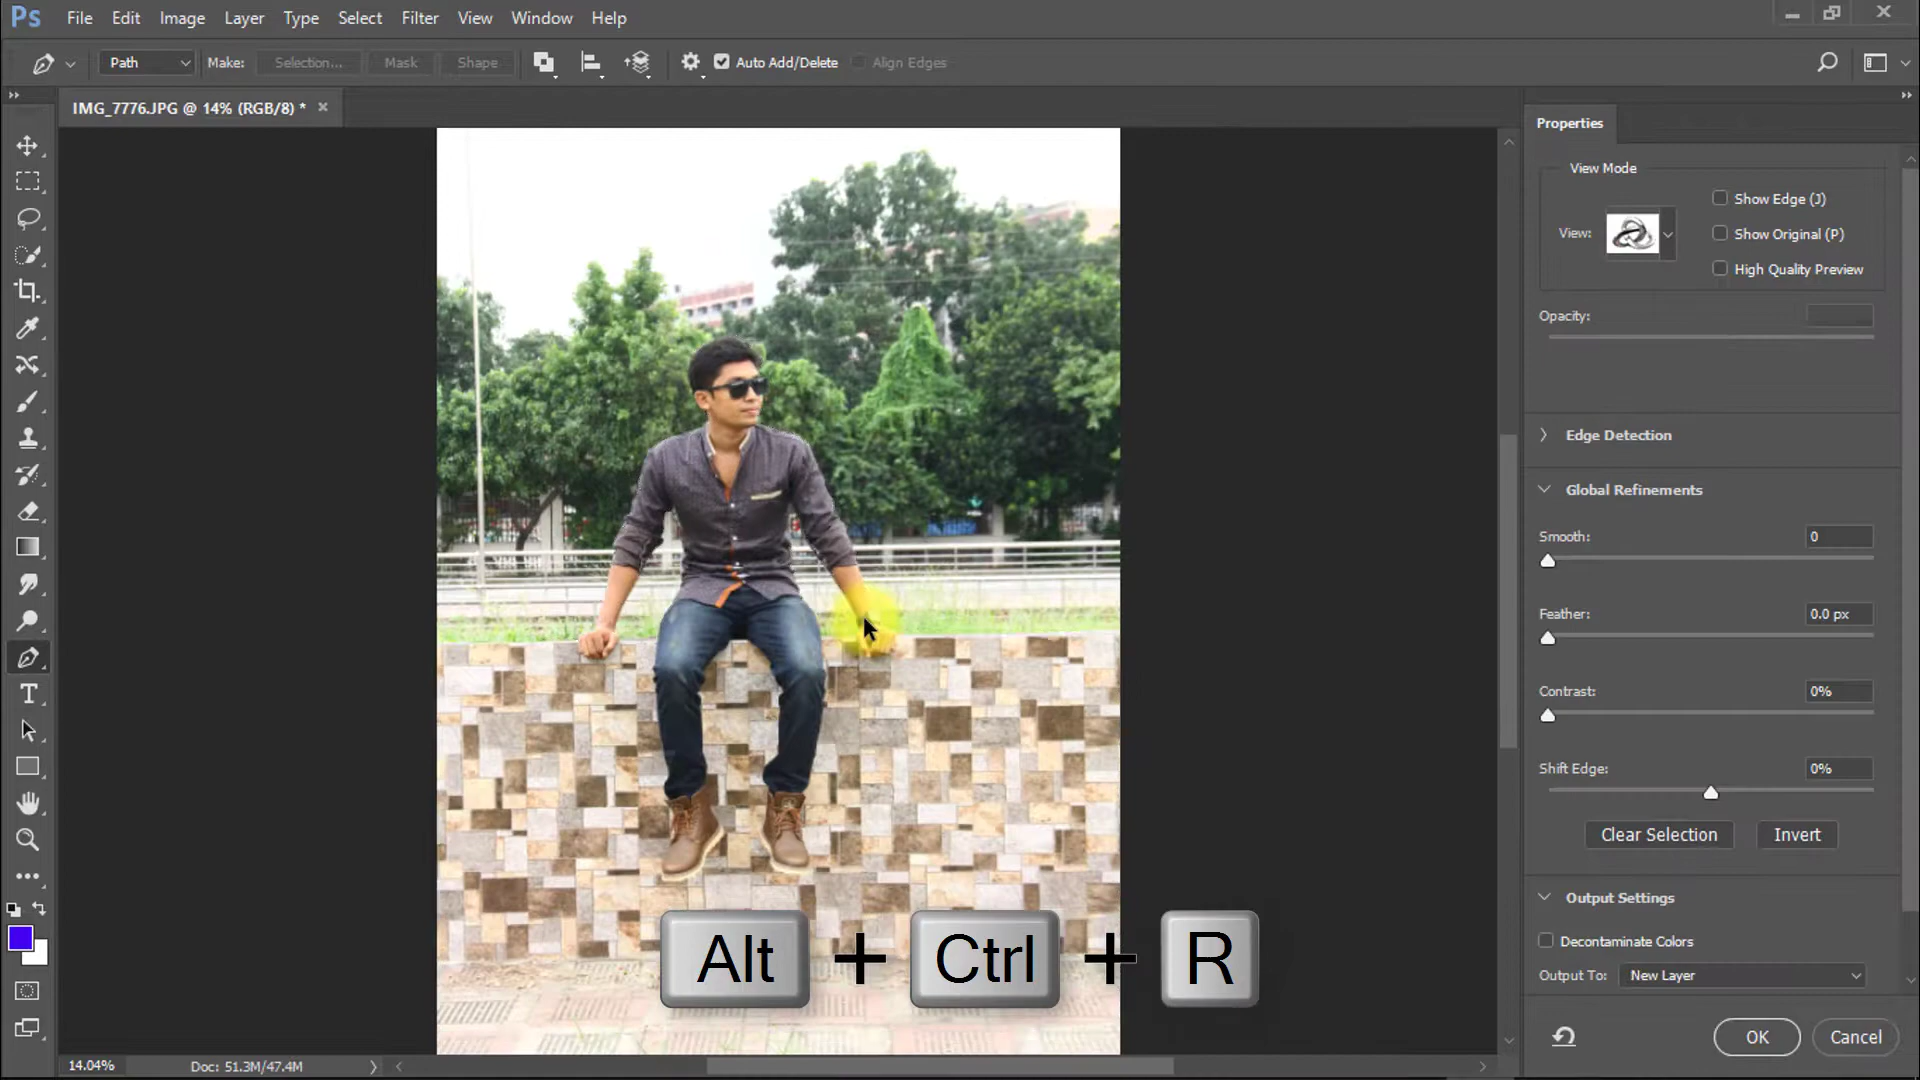 Ps File Edit Image Layer Type Select Filter View Window Help
Path Make: Selection... Mask Shape Auto Add/Delete Align Edges
IMG_7776.JPG @ 14% (RGB/8) * ×
Properties
View Mode
View:
Show Edge (J)
Show Original (P)
High Quality Preview
Opacity:
Edge Detection
Global Refinements
Smooth: 0
Feather: 0.0 px
Contrast: 0%
Shift Edge: 0%
Clear Selection Invert
Output Settings
Decontaminate Colors
Output To: New Layer
OK Cancel
Alt + Ctrl + R
14.04% Doc: 51.3M/47.4M